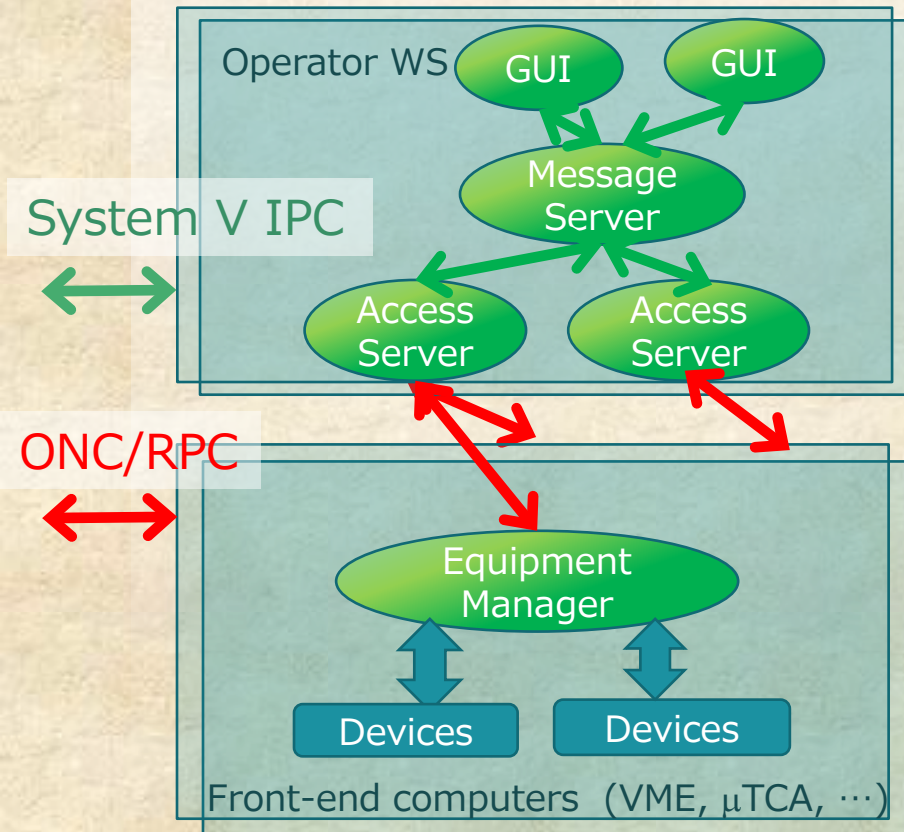 Operator WS
GUI
GUI
Message
Server
System V IPC
Access
Server
Access
Server
ONC/RPC
Equipment
Manager
Devices
Devices
Front-end computers (VME, μTCA, ⋯)